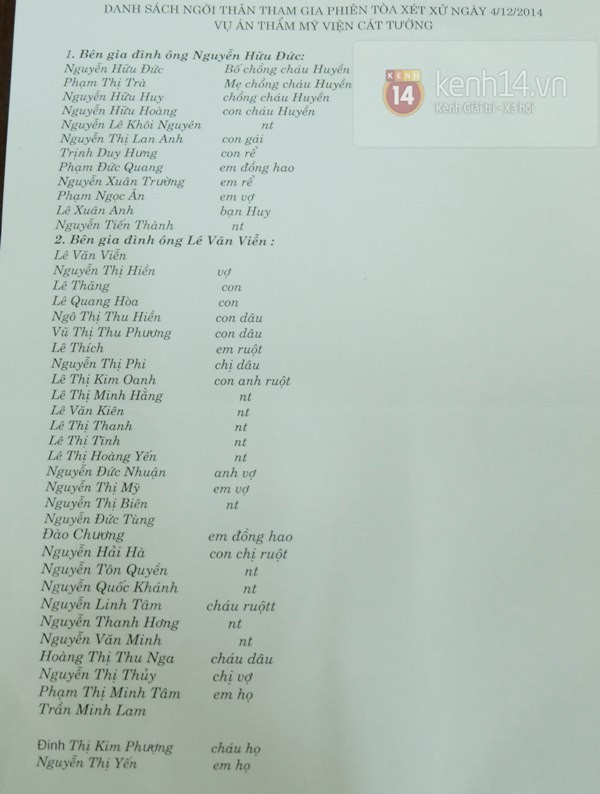 DANH SÁCH NGỜI THÂN THAM GIA PHIÊN TÒA XÉT XỬ NGÀY 4/12/2014
VỤ ÁN THẨM MỸ VIỆN CÁT TƯỜNG
1. Bên gia đình ông Nguyễn Hữu Đức:
Nguyễn Hữu Đức Bố chồng cháu Huyền
Phạm Thị Trà Mẹ chồng cháu Huyền
Nguyễn Hữu Huy chồng cháu Huyền
Nguyễn Hữu Hoàng con cháu Huyền
Nguyễn Lê Khôi Nguyên nt
Nguyễn Thị Lan Anh con gái
Trịnh Duy Hưng con rể
Phạm Đức Quang em đồng hao
Nguyễn Xuân Trường em rể
Phạm Ngọc Ân em vợ
Lê Xuân Anh bạn Huy
Nguyễn Tiến Thành nt
2. Bên gia đình ông Lê Văn Viễn :
Lê Văn Viễn
Nguyễn Thị Hiền vợ
Lê Thăng con
Lê Quang Hòa con
Ngô Thị Thu Hiền con dâu
Vũ Thị Thu Phương con dâu
Lê Thích em ruột
Nguyễn Thị Phi chị dâu
Lê Thị Kim Oanh con anh ruột
Lê Thị Minh Hằng nt
Lê Văn Kiên nt
Lê Thị Thanh nt
Lê Thị Tĩnh nt
Lê Thị Hoàng Yến nt
Nguyễn Đức Nhuận anh vợ
Nguyễn Thị Mỹ em vợ
Nguyễn Thị Biên nt
Nguyễn Đức Tùng
Đào Chương em đồng hao
Nguyễn Hải Hà con chị ruột
Nguyễn Tôn Quyền nt
Nguyễn Quốc Khánh nt
Nguyễn Linh Tâm cháu ruộtt
Nguyễn Thanh Hơng nt
Nguyễn Văn Minh nt
Hoàng Thị Thu Nga cháu dâu
Nguyễn Thị Thủy chị vợ
Phạm Thị Minh Tâm em họ
Trần Minh Lam
Đinh Thị Kim Phượng cháu họ
Nguyễn Thị Yến em họ
KENH 14 kenh14.vn
Kênh Giải trí - Xã hội